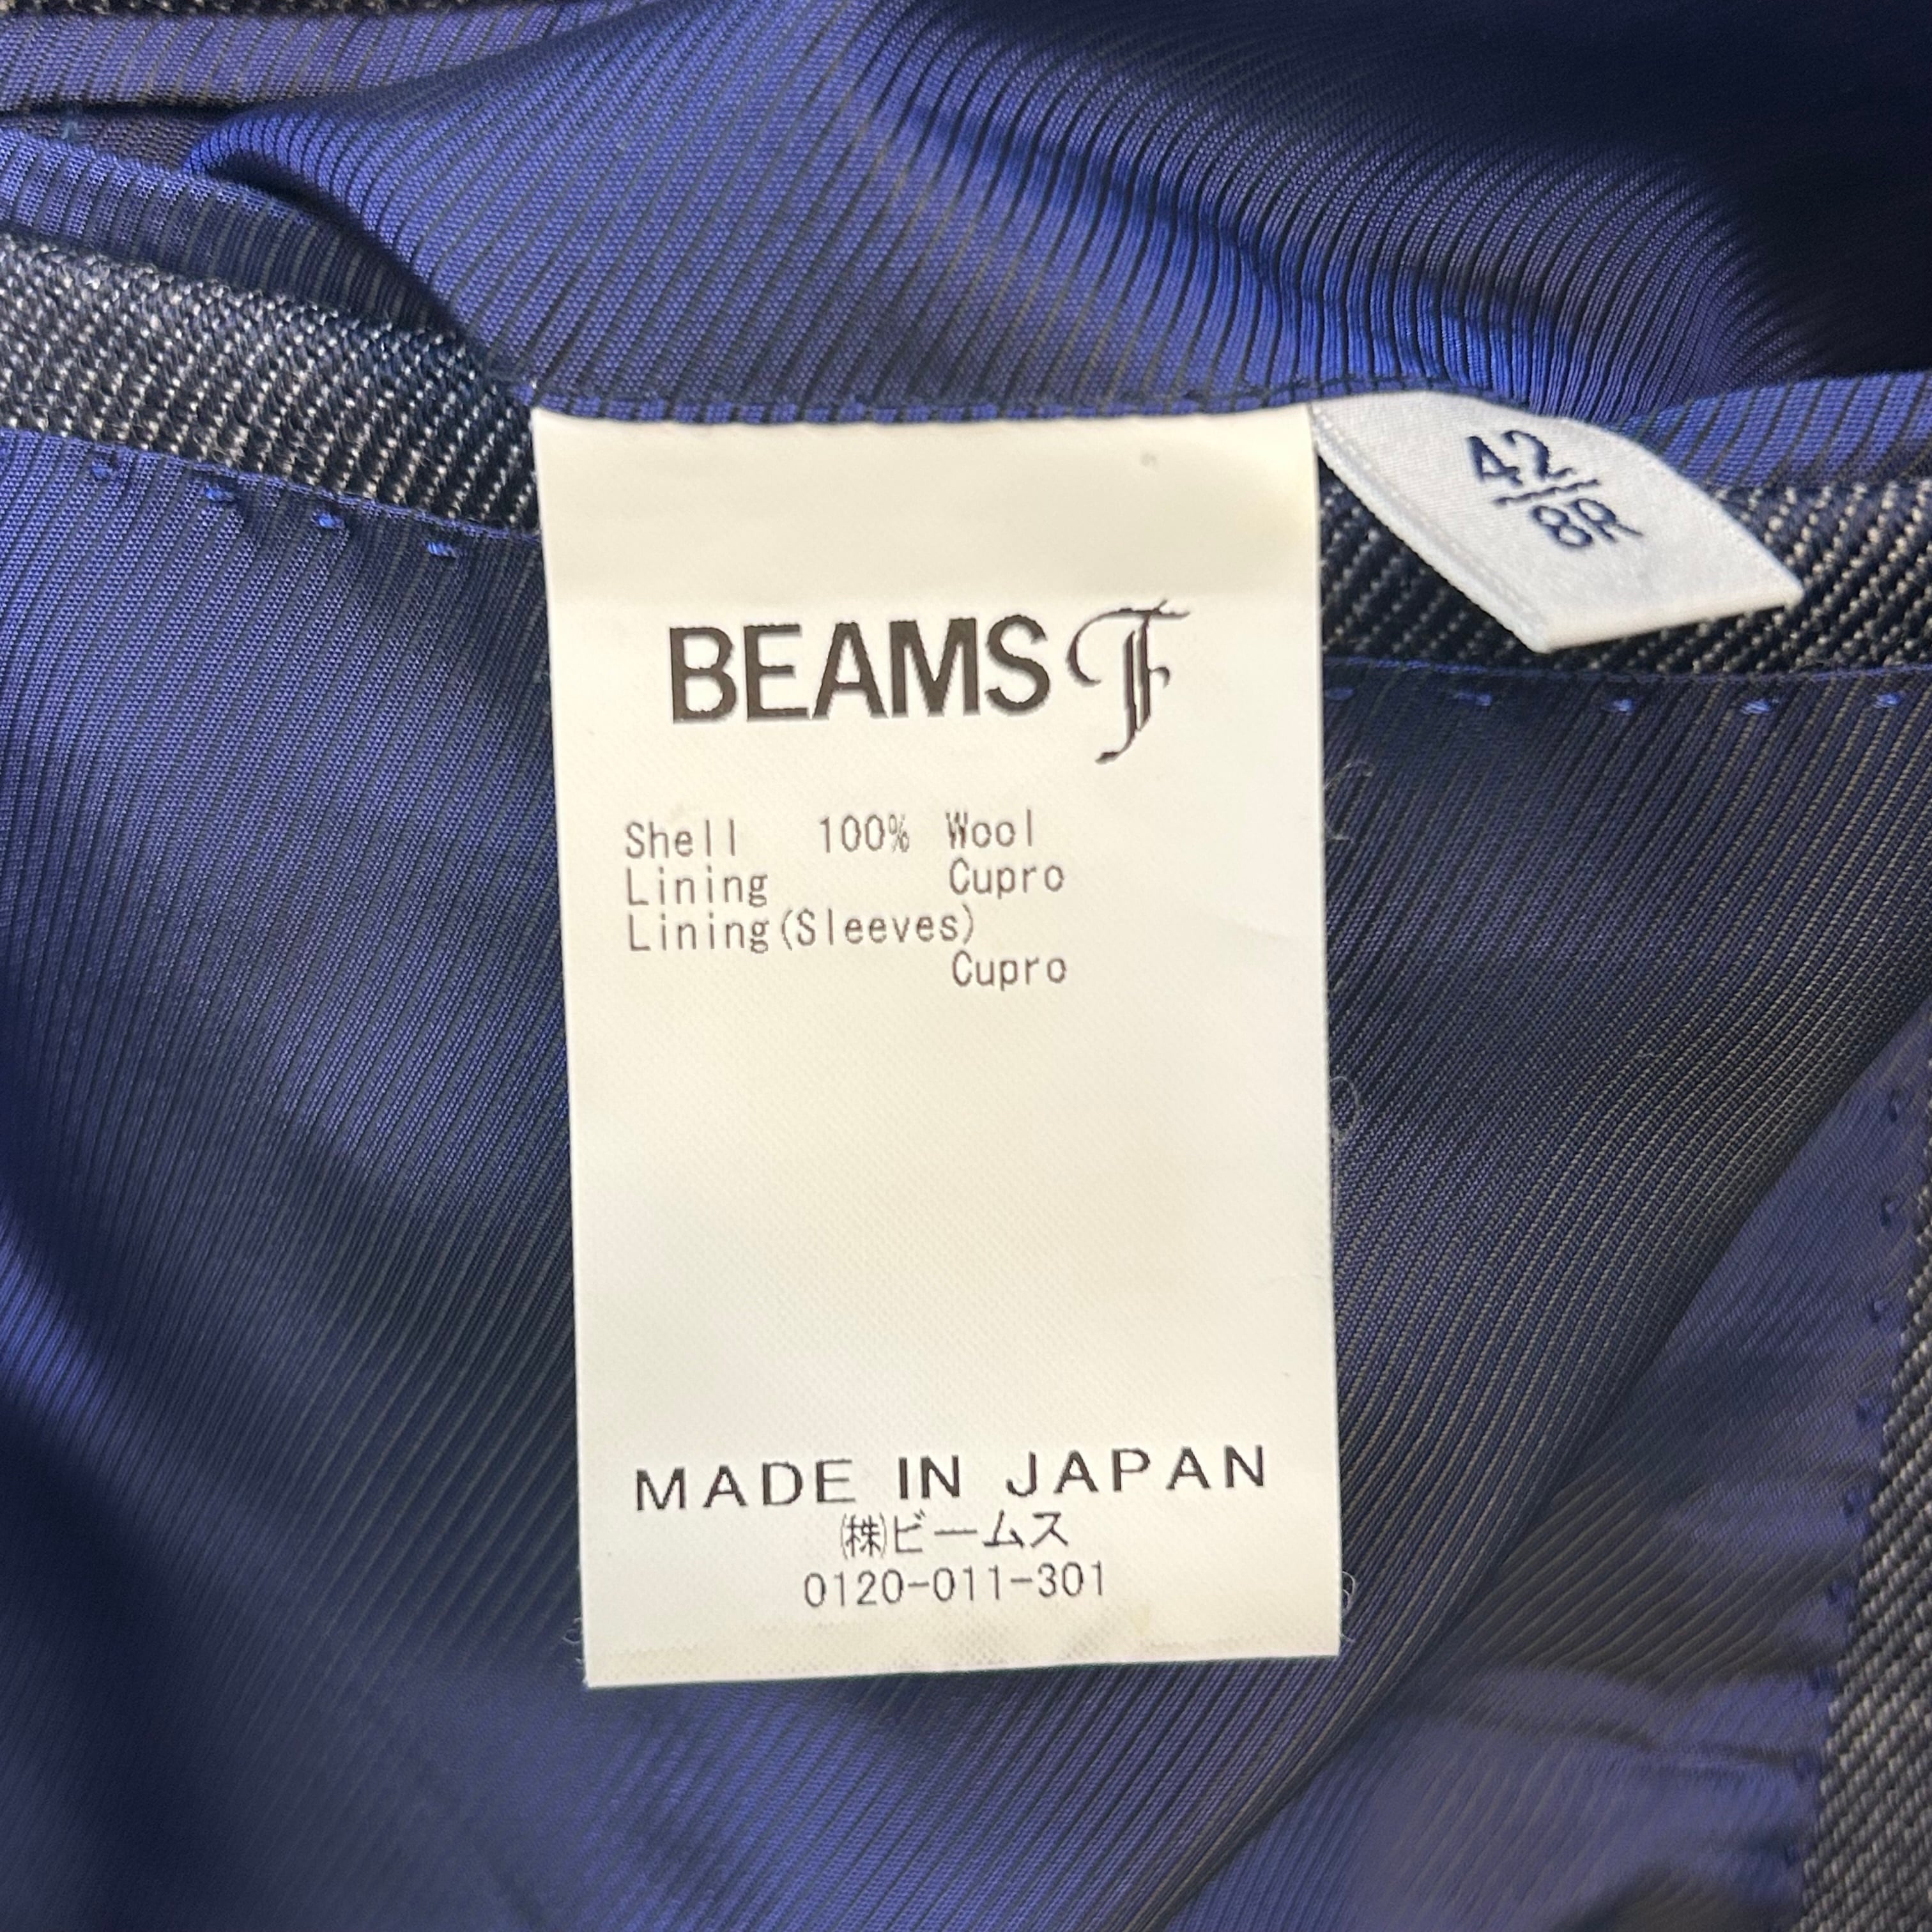 42/R
8
BEAMS F
Shell 100% Wool
Lining Cupro
Lining(Sleeves)
Cupro
MADE IN JAPAN
㈱ビームス
0120-011-301